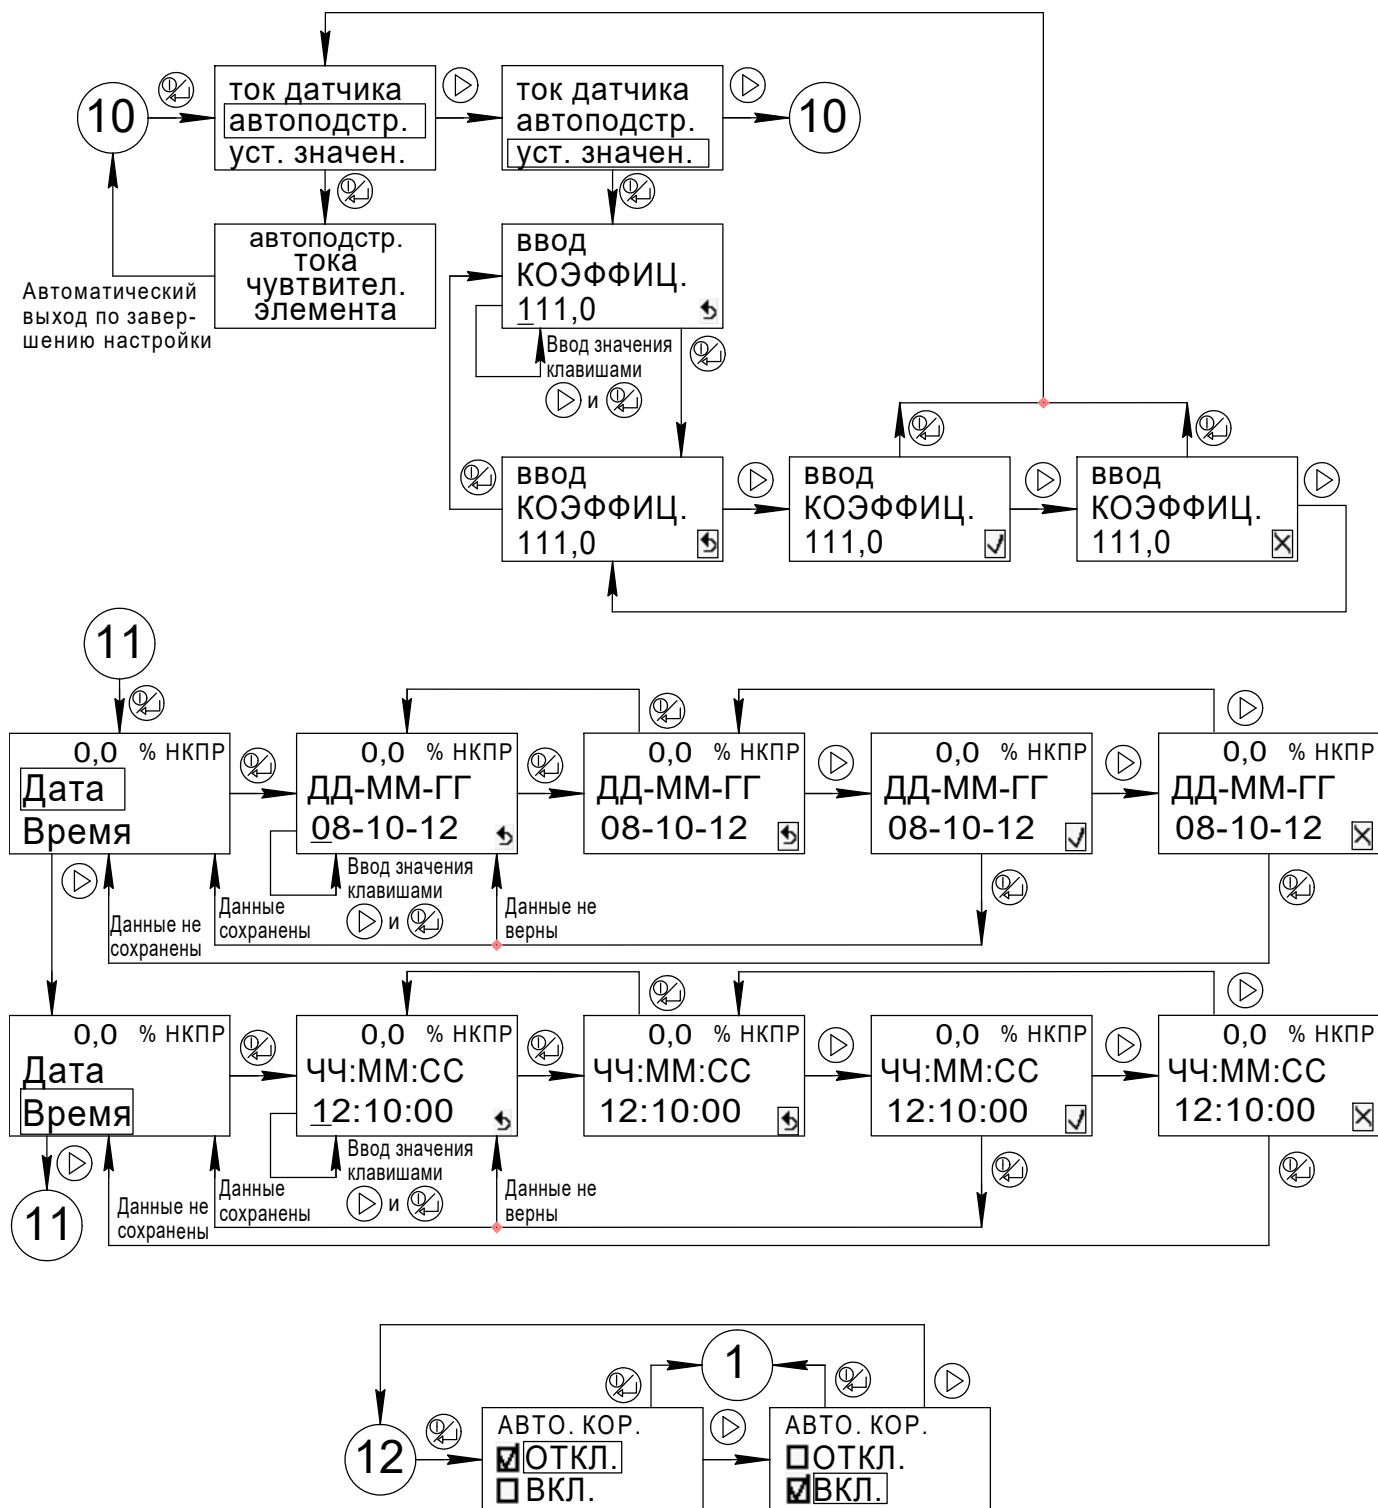 10
ток датчика
автоподстр.
уст. значен.
ток датчика
автоподстр.
уст. значен.
10
автоподстр.
тока
чувтвител.
элемента
Автоматический
выход по завер-
шению настройки
ввод
КОЭФФИЦ.
111,0
Ввод значения
клавишами
и
ввод
КОЭФФИЦ.
111,0
ввод
КОЭФФИЦ.
111,0
ввод
КОЭФФИЦ.
111,0
11
0,0 % НКПР
Дата
Время
0,0 % НКПР
ДД-ММ-ГГ
08-10-12
0,0 % НКПР
ДД-ММ-ГГ
08-10-12
0,0 % НКПР
ДД-ММ-ГГ
08-10-12
0,0 % НКПР
ДД-ММ-ГГ
08-10-12
Данные не
сохранены
Данные
сохранены
Ввод значения
клавишами
и
Данные не
верны
0,0 % НКПР
Дата
Время
0,0 % НКПР
ЧЧ:ММ:СС
12:10:00
0,0 % НКПР
ЧЧ:ММ:СС
12:10:00
0,0 % НКПР
ЧЧ:ММ:СС
12:10:00
0,0 % НКПР
ЧЧ:ММ:СС
12:10:00
11
Данные не
сохранены
Данные
сохранены
Ввод значения
клавишами
и
Данные не
верны
1
12
АВТО. КОР.
ОТКЛ.
ВКЛ.
АВТО. КОР.
ОТКЛ.
ВКЛ.